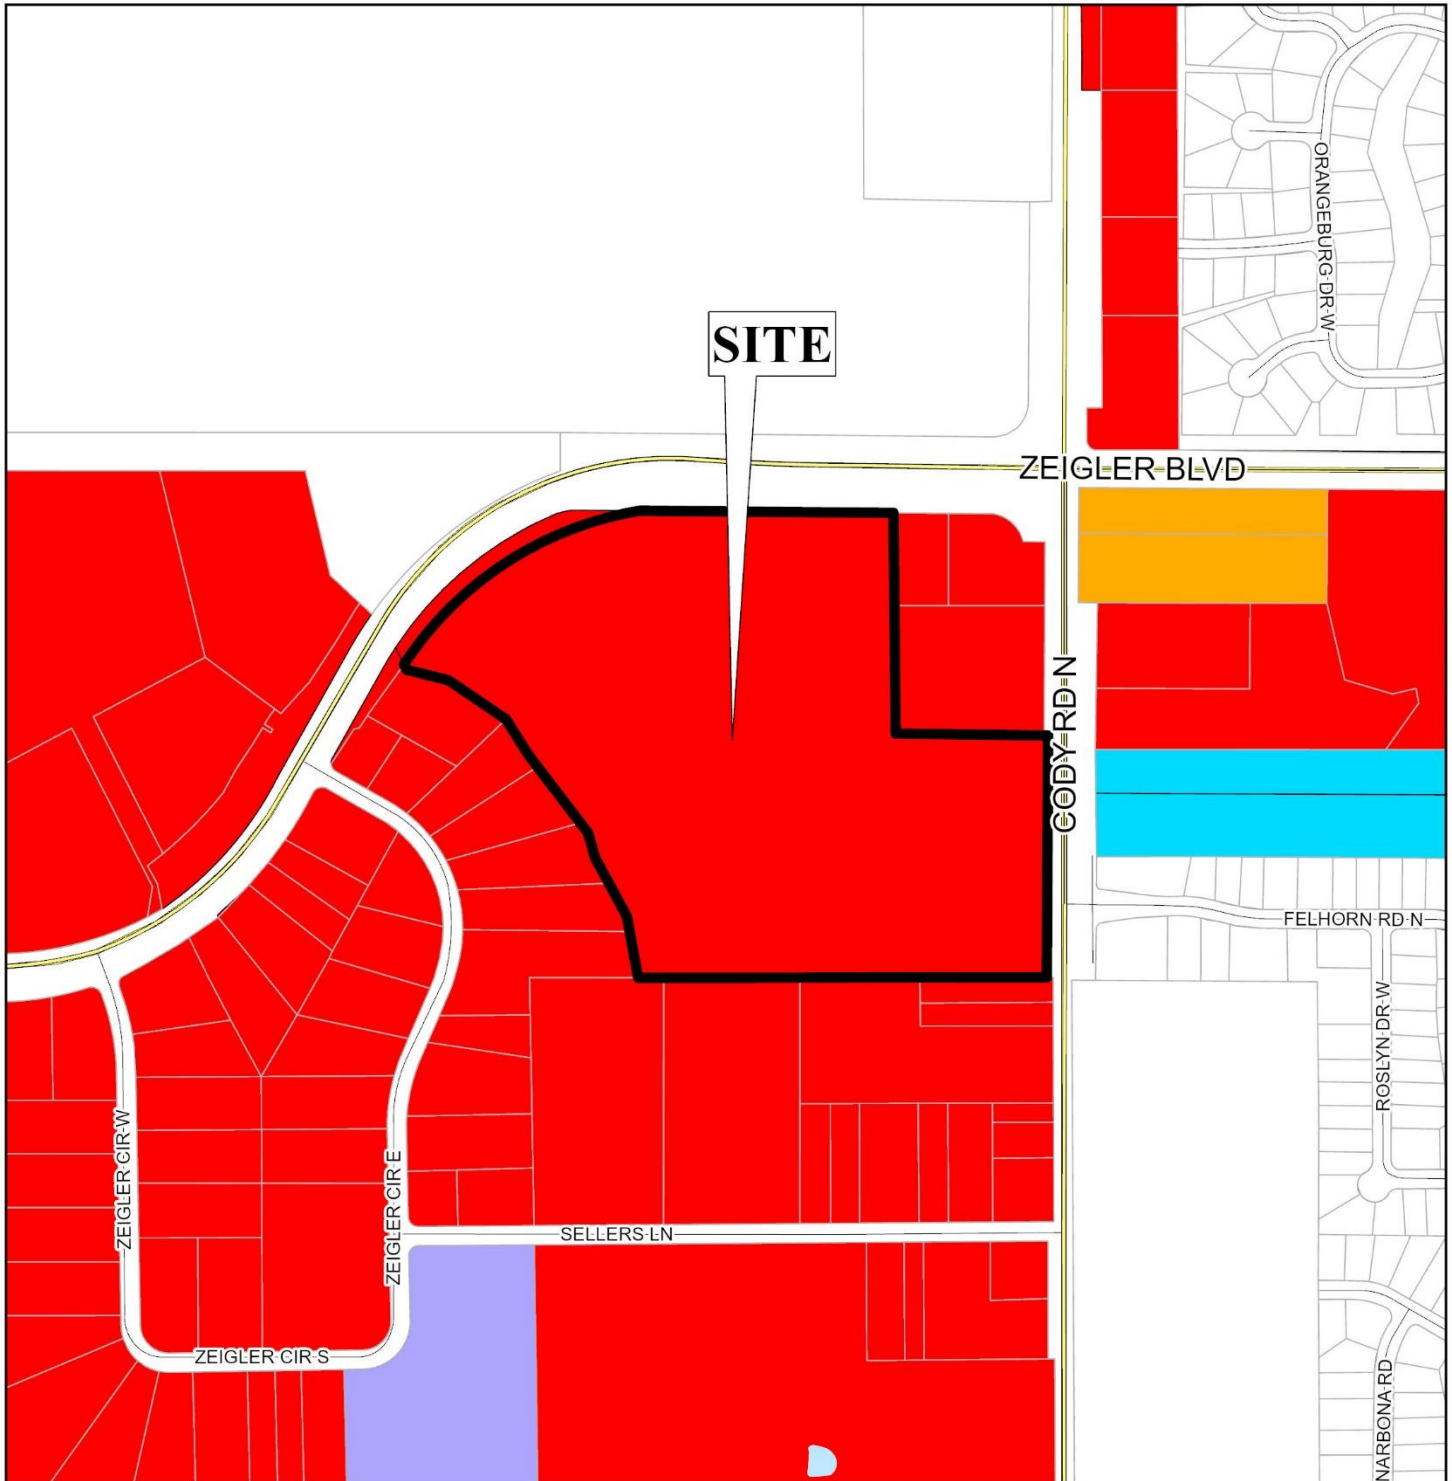 ORANGEBURG DR W
SITE
ZEIGLER BLVD
CODY RD N
FELHORN RD N
ROSLYN DR W
ZEIGLER CIR W
ZEIGLER CIR E
SELLERS LN
ZEIGLER CIR S
NARBONA RD